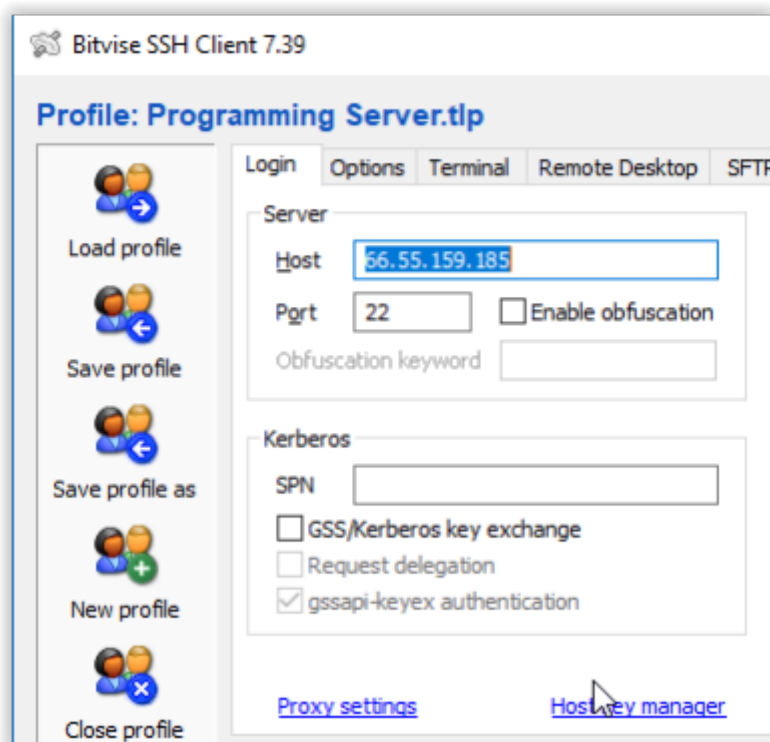 Bitvise SSH Client 7.39
Profile: Programming Server.tlp
Load profile
Save profile
Save profile as
New profile
Close profile
Login Options Terminal Remote Desktop SFTP
Server
Host 66.55.159.185
Port 22 Enable obfuscation
Obfuscation keyword
Kerberos
SPN
GSS/Kerberos key exchange
Request delegation
gssapi-keyex authentication
Proxy settings Host key manager